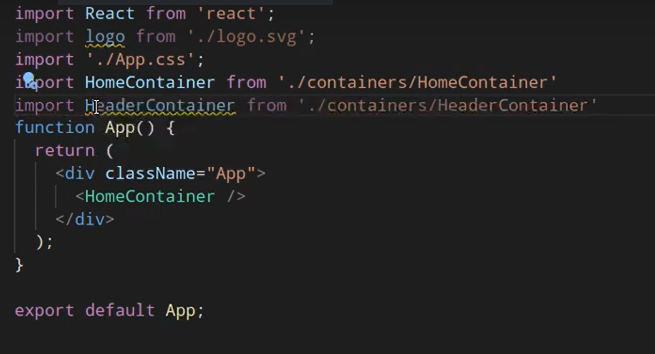 import React from 'react';
import logo from './logo.svg';
import './App.css';
import HomeContainer from './containers/HomeContainer'
import HeaderContainer from './containers/HeaderContainer'
function App() {
return (
<div className="App">
<HomeContainer />
</div>
);
}
export default App;